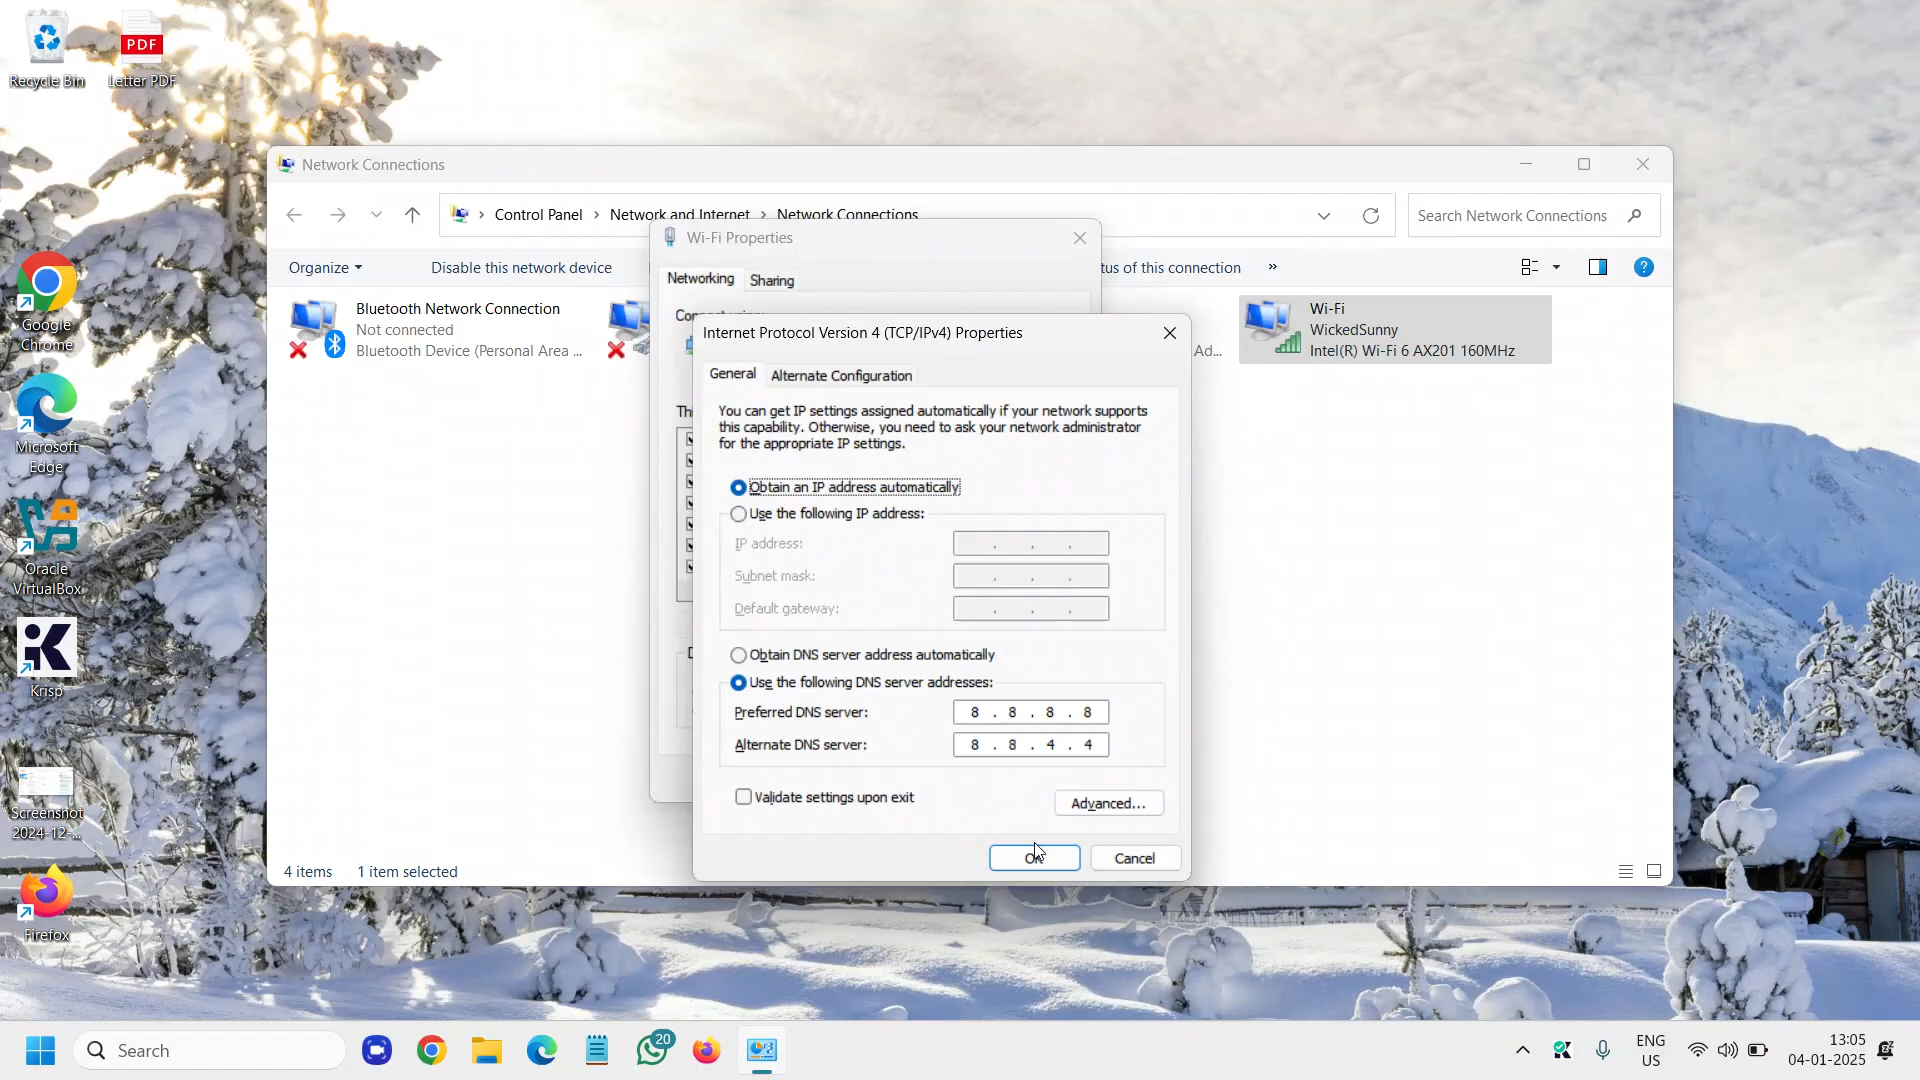 Recycle Bin
Letter PDF
PDF
Google
Chrome
Microsoft
Edge
Oracle
VirtualBox
Krisp
Screenshot
2024-12-...
Firefox
Network Connections
Control Panel > Network and Internet > Network Connections
Search Network Connections
Organize
Disable this network device
tus of this connection
»
Bluetooth Network Connection
Not connected
Bluetooth Device (Personal Area ...
Ad...
Wi-Fi
WickedSunny
Intel(R) Wi-Fi 6 AX201 160MHz
Wi-Fi Properties
Networking
Sharing
Internet Protocol Version 4 (TCP/IPv4) Properties
General
Alternate Configuration
You can get IP settings assigned automatically if your network supports
this capability. Otherwise, you need to ask your network administrator
for the appropriate IP settings.
Obtain an IP address automatically
Use the following IP address:
IP address:
Subnet mask:
Default gateway:
Obtain DNS server address automatically
Use the following DNS server addresses:
Preferred DNS server: 8 . 8 . 8 . 8
Alternate DNS server: 8 . 8 . 4 . 4
Validate settings upon exit
Advanced...
OK
Cancel
4 items
1 item selected
Search
20
ENG
US
13:05
04-01-2025